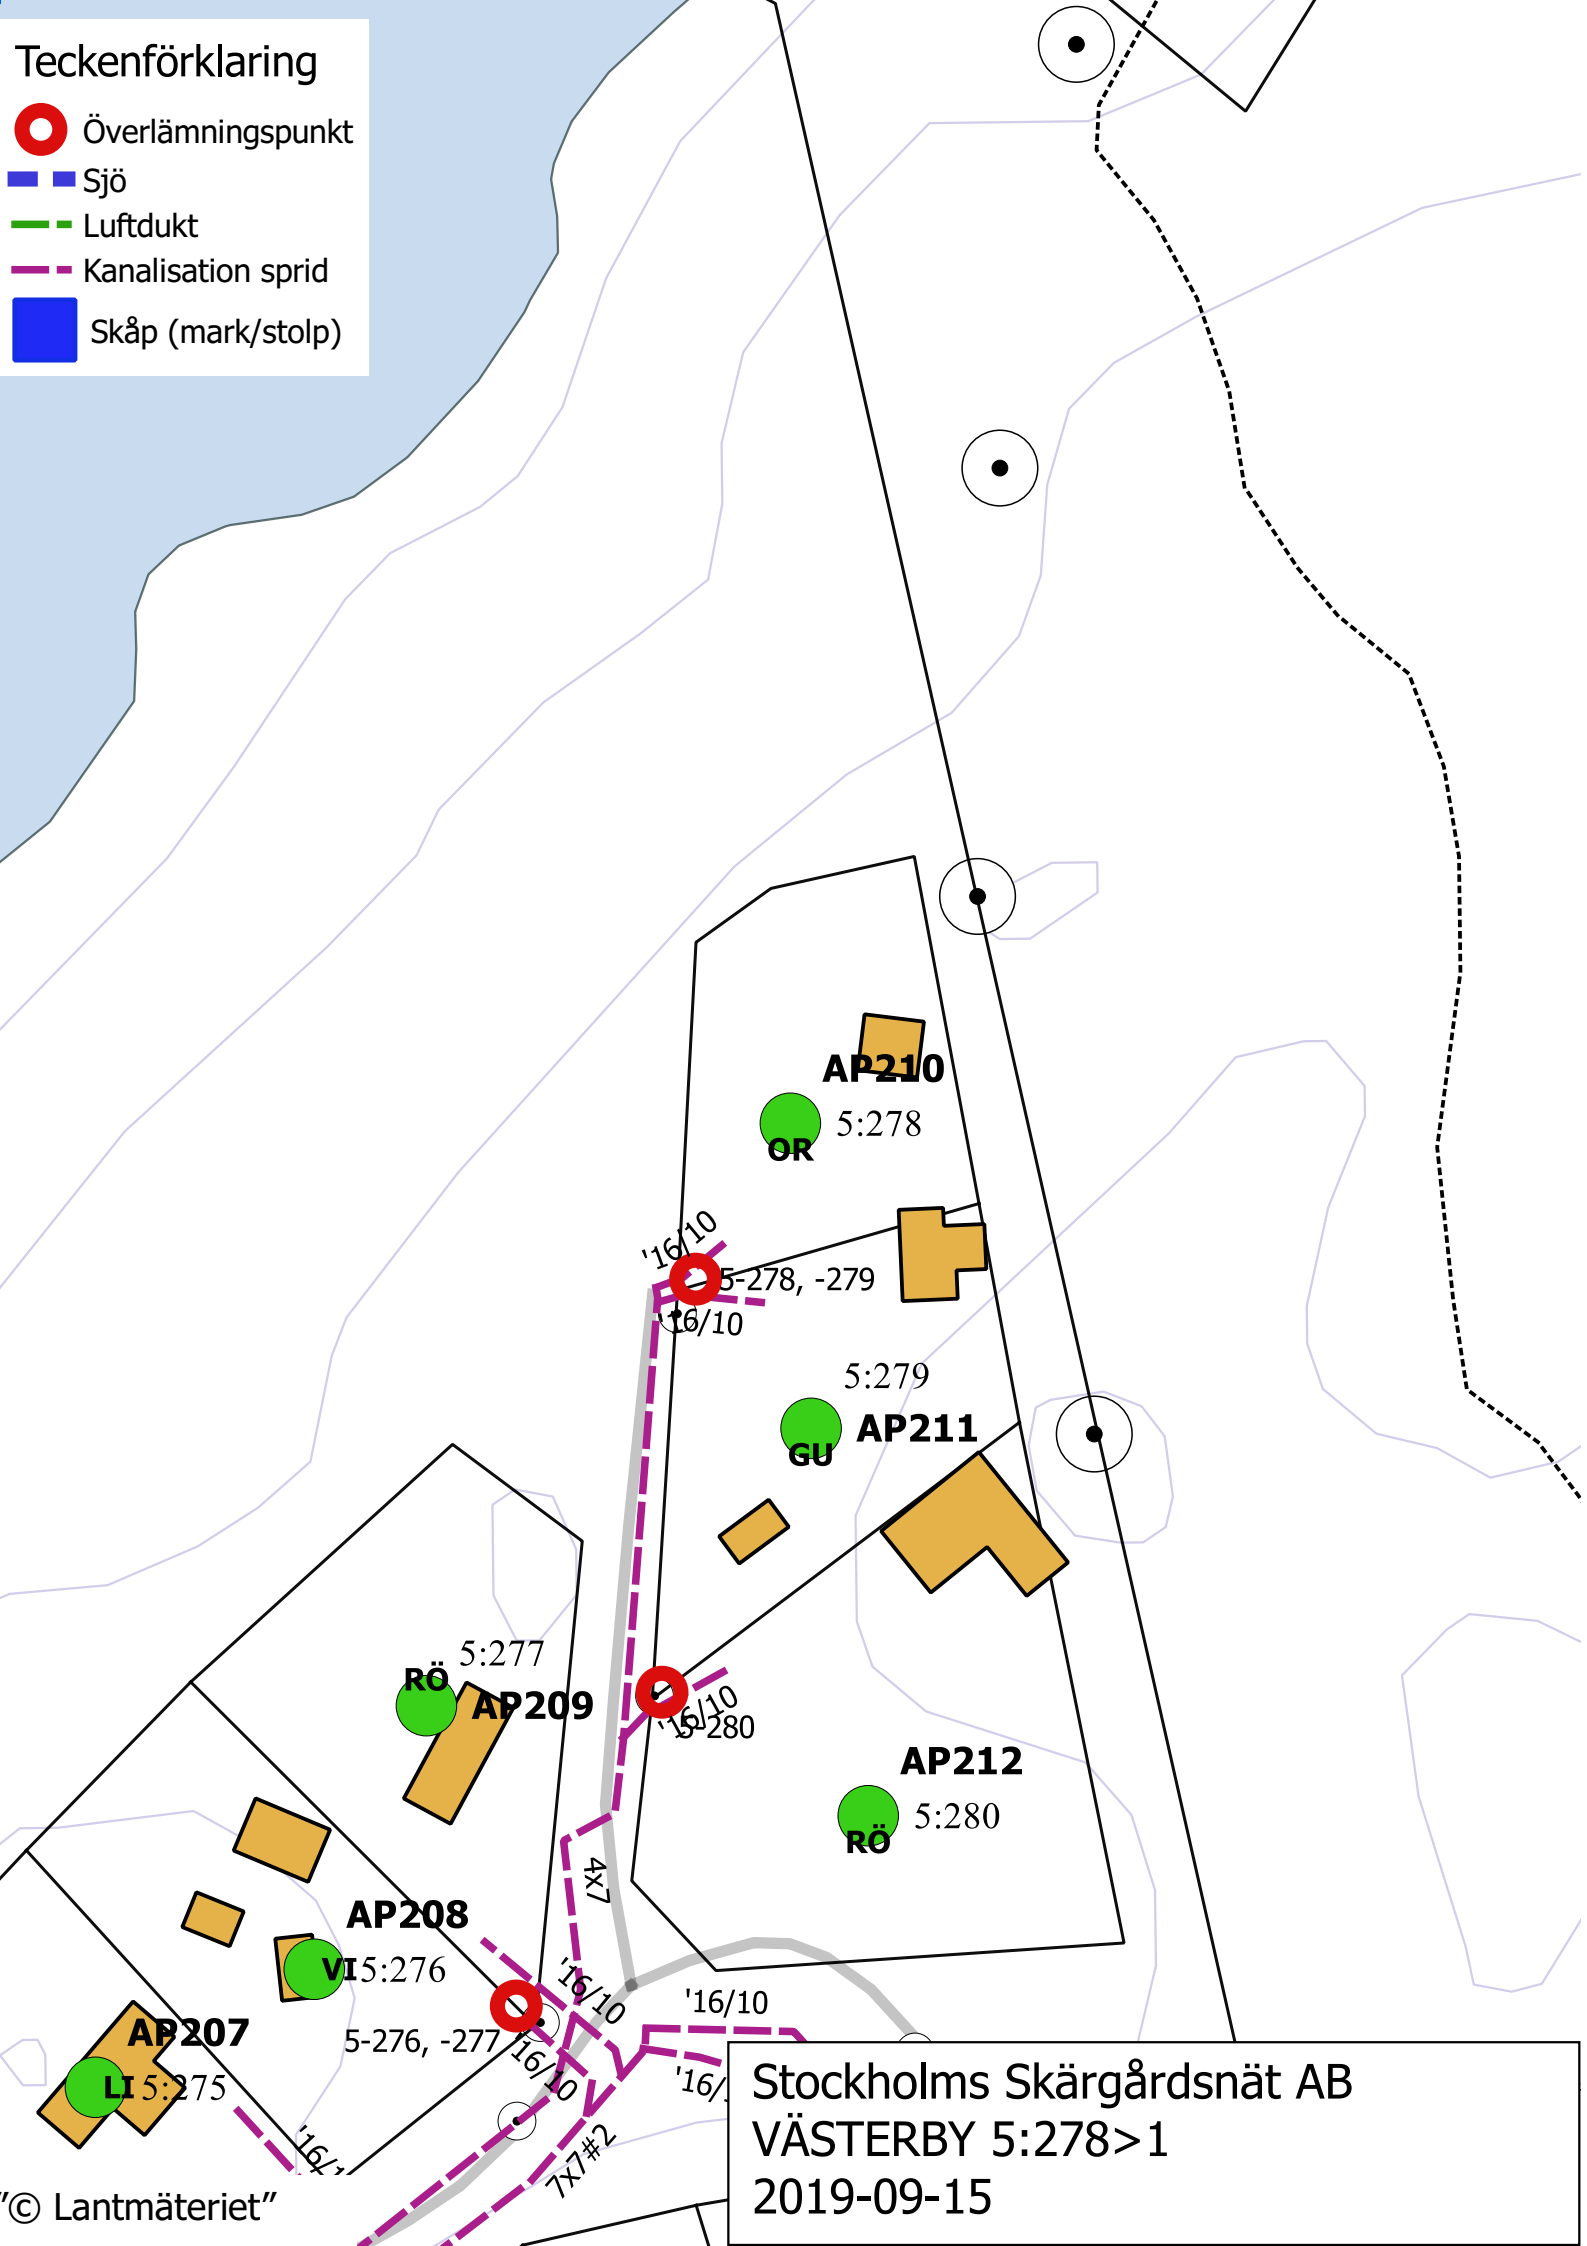 Teckenförklaring
Överlämningspunkt
Sjö
Luftdukt
Kanalisation sprid
Skåp (mark/stolp)
AP210
5:278
OR
'16/10
5-278, -279
'16/10
5:279
AP211
GU
5:277
RÖ
AP209
'16/10
5-280
AP212
5:280
RÖ
4x7
AP208
VI 5:276
'16/10
'16/10
AP207
5-276, -277
'16/10
LI 5:275
'16/
'16/1
7x7#2
Stockholms Skärgårdsnät AB
VÄSTERBY 5:278>1
2019-09-15
"© Lantmäteriet"